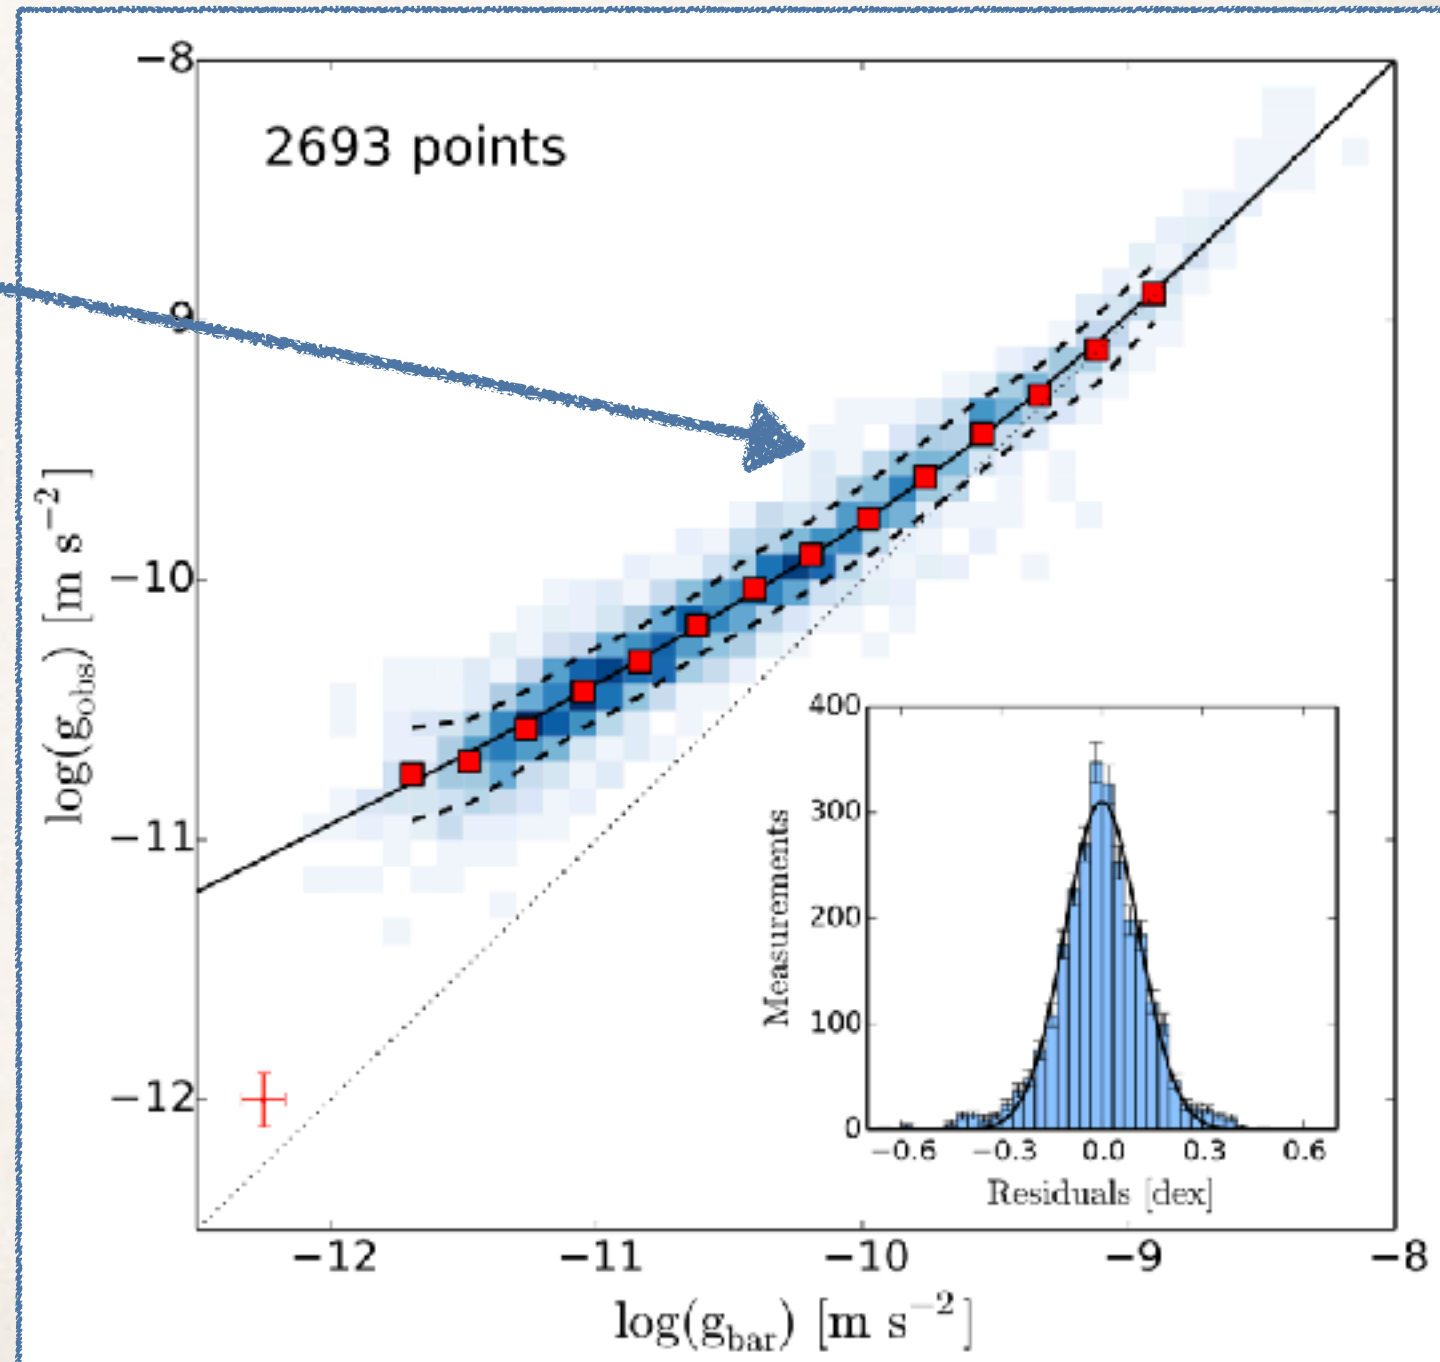 2693 points
−8
9
−10
−11
−12
log(g_obs) [m s^−2]
−12 −11 −10 −9 −8
log(g_bar) [m s^−2]
400
300
200
100
0
Measurements
−0.6 −0.3 0.0 0.3 0.6
Residuals [dex]